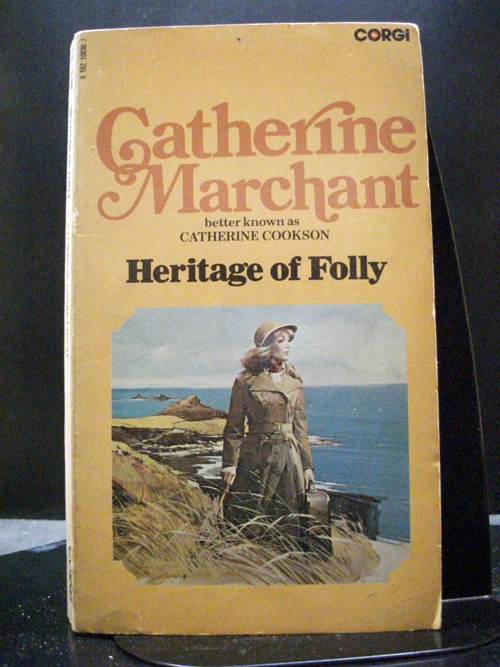 CORGI
Catherine
Marchant
better known as
CATHERINE COOKSON
Heritage of Folly